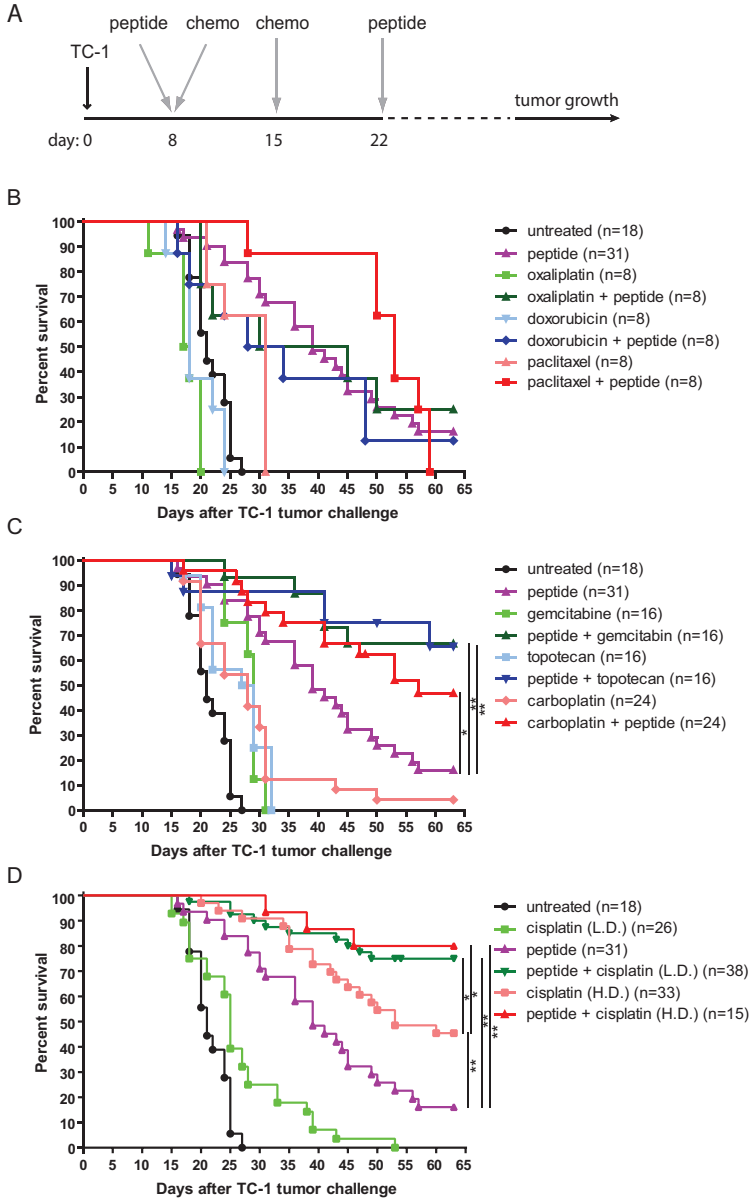 A
peptide chemo chemo peptide
TC-1
tumor growth
day: 0 8 15 22
B
100
90
80
70
60
50
40
30
20
10
0
Percent survival
0 5 10 15 20 25 30 35 40 45 50 55 60 65
Days after TC-1 tumor challenge
untreated (n=18)
peptide (n=31)
oxaliplatin (n=8)
oxaliplatin + peptide (n=8)
doxorubicin (n=8)
doxorubicin + peptide (n=8)
paclitaxel (n=8)
paclitaxel + peptide (n=8)
C
100
90
80
70
60
50
40
30
20
10
0
Percent survival
0 5 10 15 20 25 30 35 40 45 50 55 60 65
Days after TC-1 tumor challenge
untreated (n=18)
peptide (n=31)
gemcitabine (n=16)
peptide + gemcitabin (n=16)
topotecan (n=16)
peptide + topotecan (n=16)
carboplatin (n=24)
carboplatin + peptide (n=24)
*
**
**
D
100
90
80
70
60
50
40
30
20
10
0
Percent survival
0 5 10 15 20 25 30 35 40 45 50 55 60 65
Days after TC-1 tumor challenge
untreated (n=18)
cisplatin (L.D.) (n=26)
peptide (n=31)
peptide + cisplatin (L.D.) (n=38)
cisplatin (H.D.) (n=33)
peptide + cisplatin (H.D.) (n=15)
*
*
**
**
**